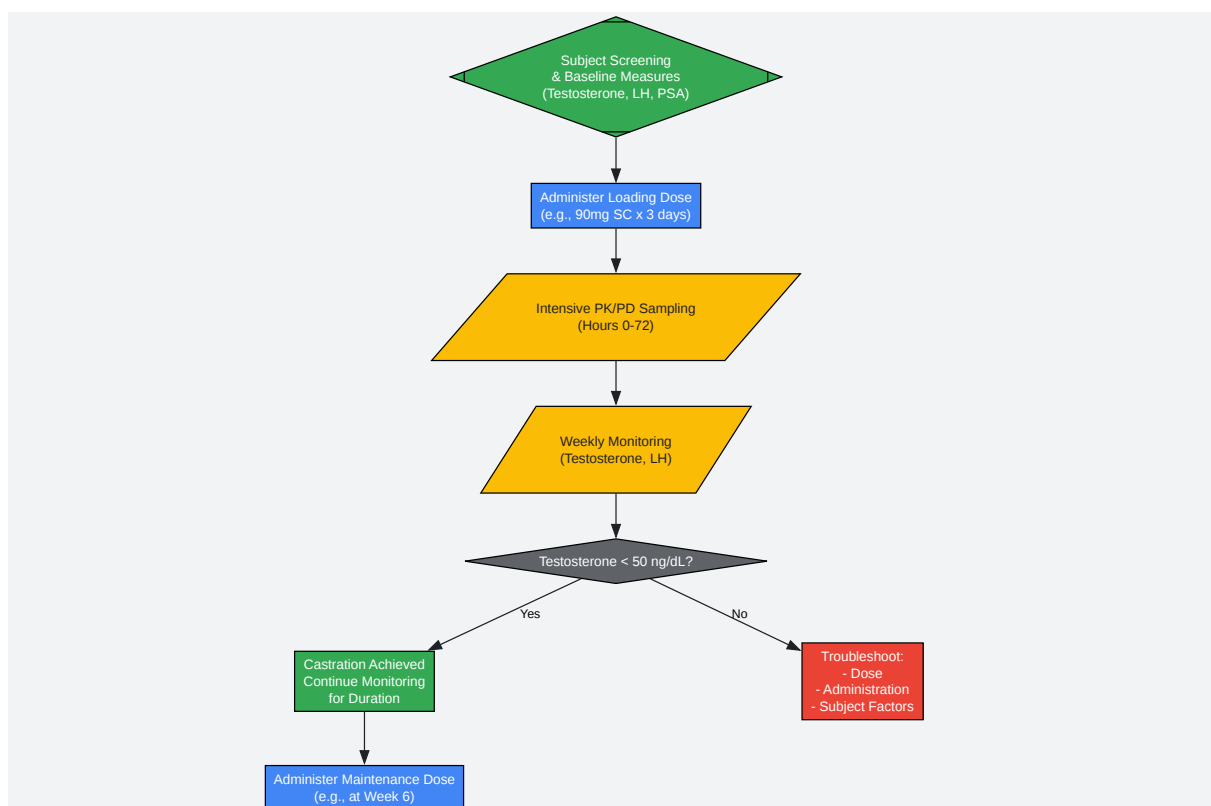 Subject Screening
& Baseline Measures
(Testosterone, LH, PSA)
Administer Loading Dose
(e.g., 90mg SC x 3 days)
Intensive PK/PD Sampling
(Hours 0-72)
Weekly Monitoring
(Testosterone, LH)
Testosterone < 50 ng/dL?
Yes
No
Castration Achieved
Continue Monitoring
for Duration
Troubleshoot:
- Dose
- Administration
- Subject Factors
Administer Maintenance Dose
(e.g., at Week 6)